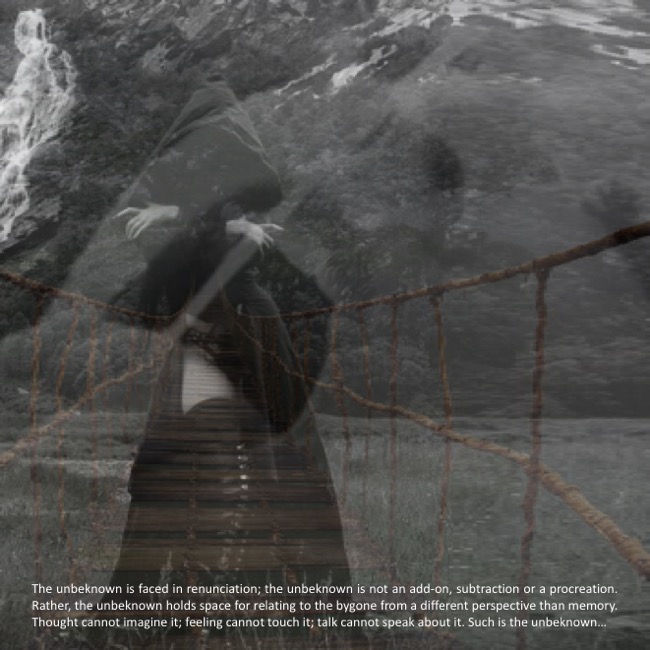 The unbeknown is faced in renunciation; the unbeknown is not an add-on, subtraction or a procreation.
Rather, the unbeknown holds space for relating to the bygone from a different perspective than memory.
Thought cannot imagine it; feeling cannot touch it; talk cannot speak about it. Such is the unbeknown...